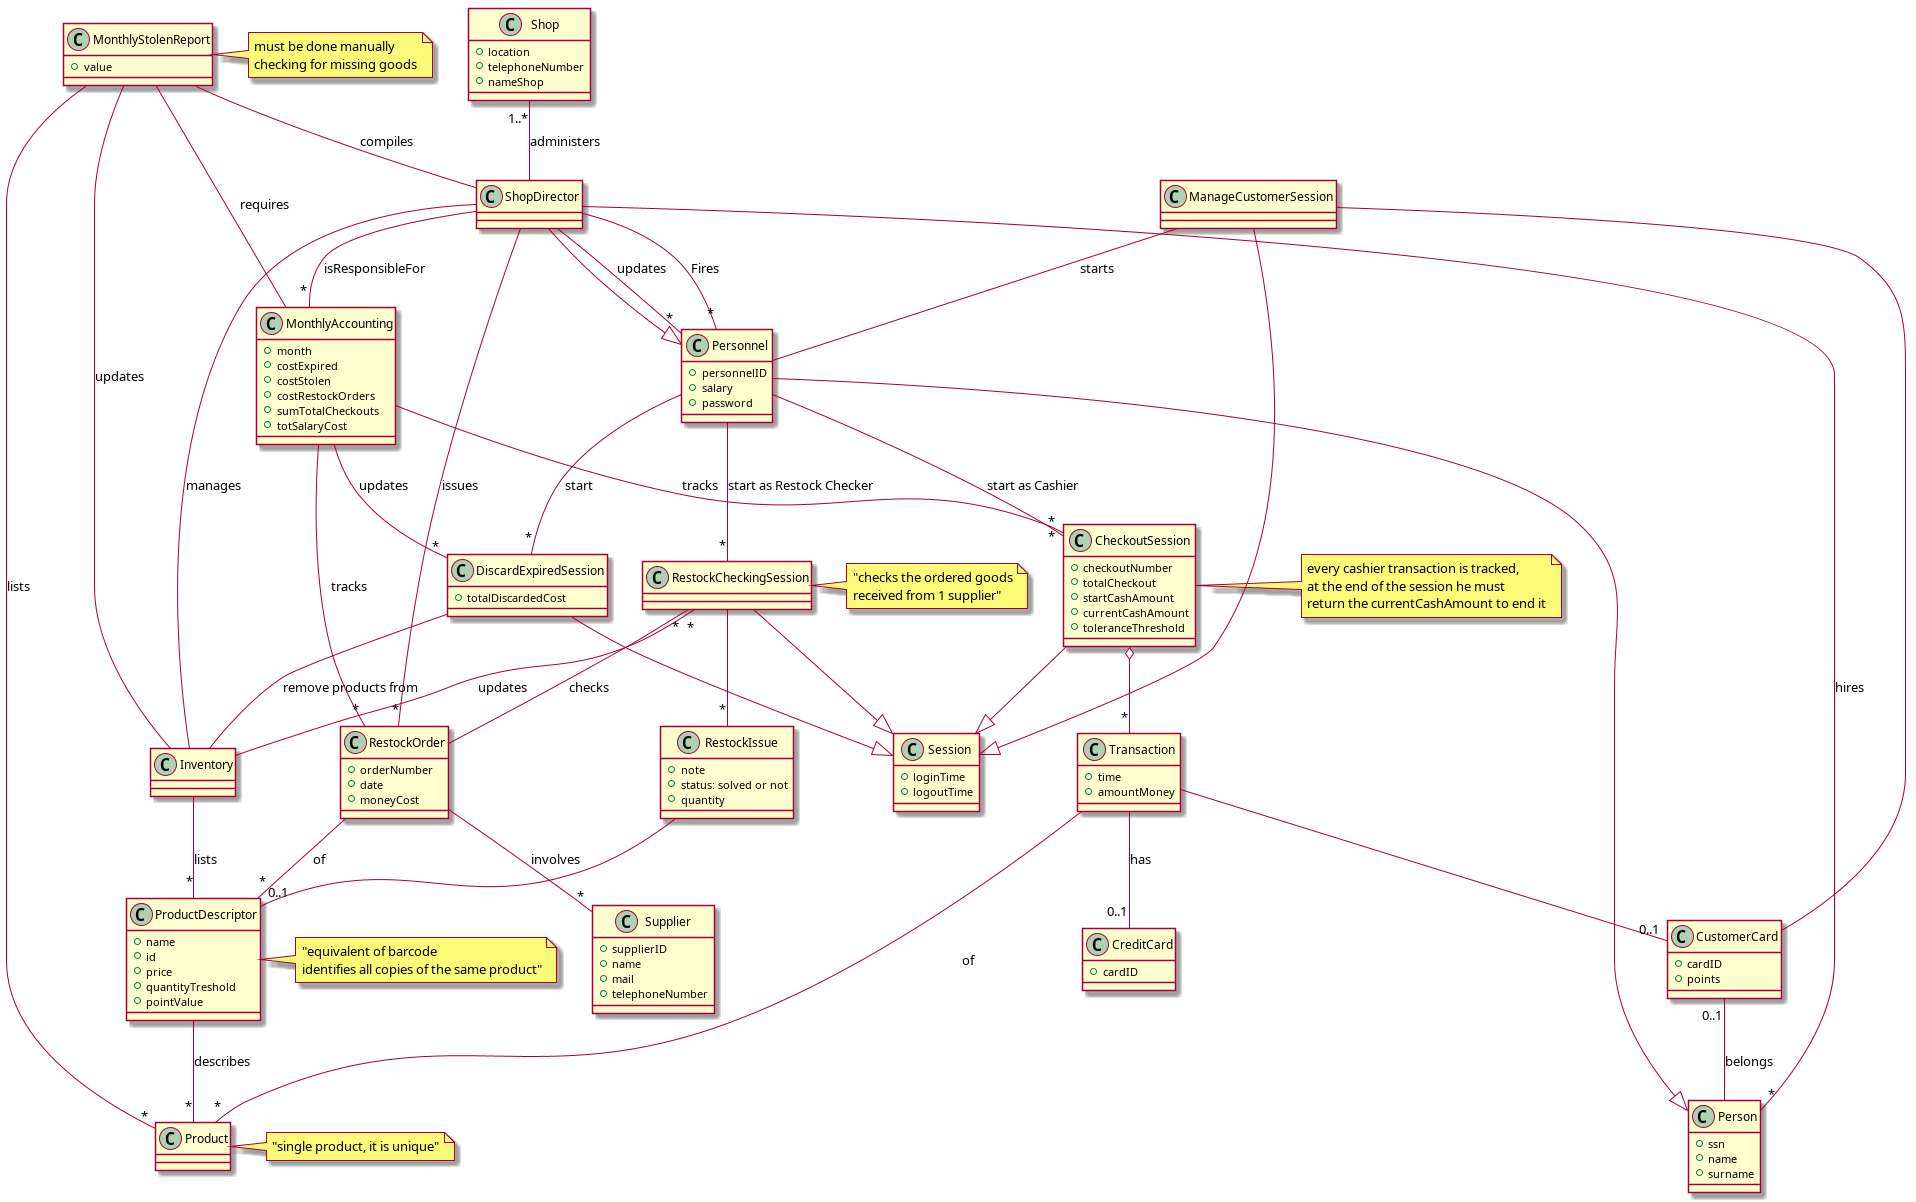 C Shop
location
telephoneNumber
nameShop
C MonthlyStolenReport
value
must be done manually
checking for missing goods
1..*
administers
compiles
C ShopDirector
C ManageCustomerSession
requires
isResponsibleFor
updates
Fires
starts
*
*
*
C MonthlyAccounting
month
costExpired
costStolen
costRestockOrders
sumTotalCheckouts
totSalaryCost
C Personnel
personnelID
salary
password
updates
manages
updates
issues
start
tracks
start as Restock Checker
start as Cashier
*
*
*
*
*
C DiscardExpiredSession
totalDiscardedCost
C RestockCheckingSession
"checks the ordered goods
received from 1 supplier"
C CheckoutSession
checkoutNumber
totalCheckout
startCashAmount
currentCashAmount
toleranceThreshold
every cashier transaction is tracked,
at the end of the session he must
return the currentCashAmount to end it
lists
tracks
*
*
remove products from
updates
checks
hires
*
*
*
*
C Inventory
C RestockOrder
orderNumber
date
moneyCost
C RestockIssue
note
status: solved or not
quantity
C Session
loginTime
logoutTime
C Transaction
time
amountMoney
lists
of
involves
has
*
*
0..1
*
0..1
0..1
C ProductDescriptor
name
id
price
quantityTreshold
pointValue
"equivalent of barcode
identifies all copies of the same product"
C Supplier
supplierID
name
mail
telephoneNumber
of
C CreditCard
cardID
C CustomerCard
cardID
points
0..1
describes
belongs
*
*
*
*
C Product
"single product, it is unique"
C Person
ssn
name
surname